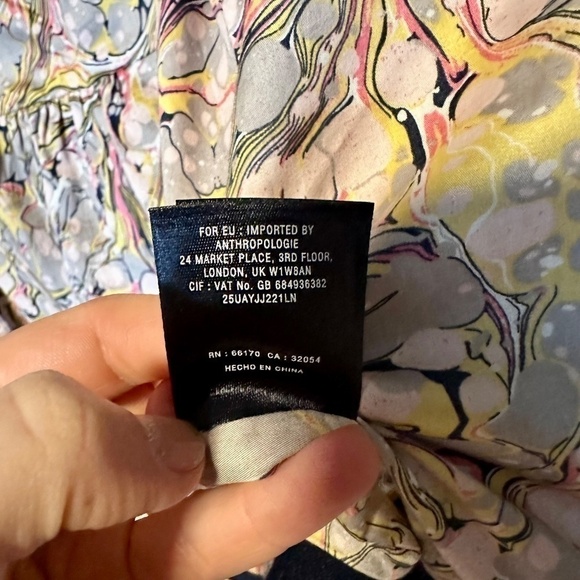 FOR EU : IMPORTED BY
ANTHROPOLOGIE
24 MARKET PLACE, 3RD FLOOR,
LONDON, UK W1W8AN
CIF : VAT No. GB 684936382
25UAYJJ221LN
RN : 66170 CA : 32054
HECHO EN CHINA